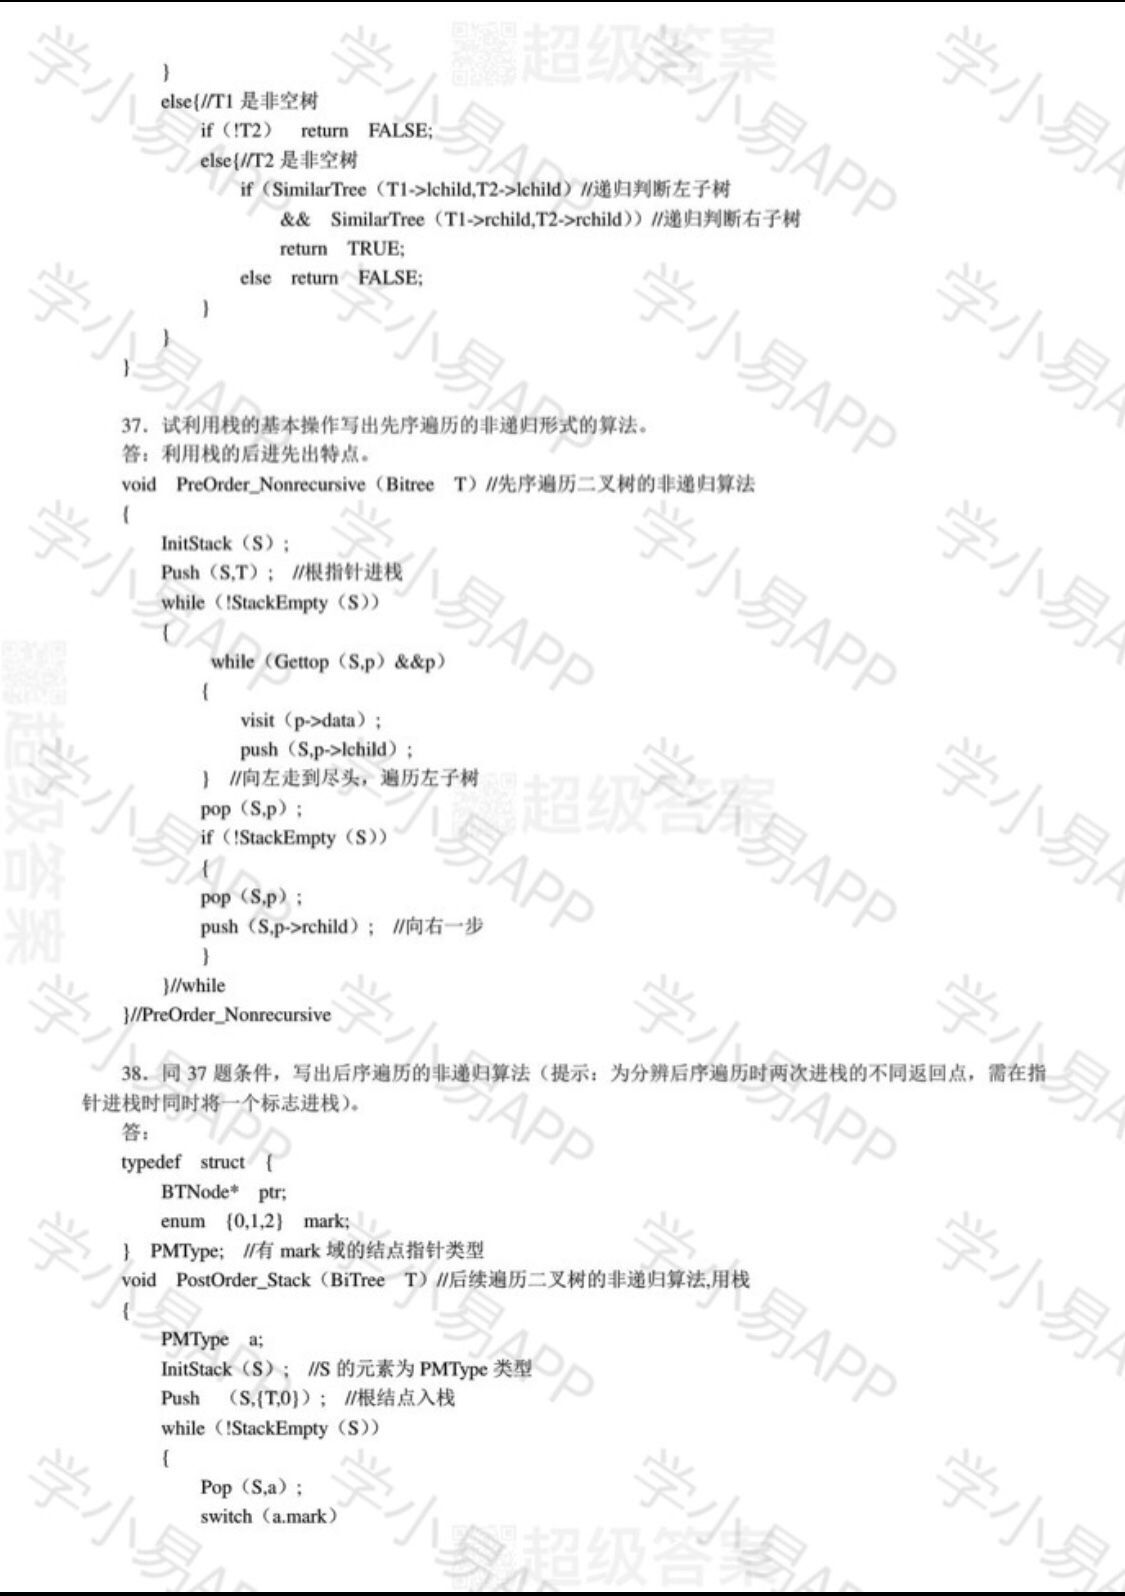 }
else{//T1 是非空树
if（!T2） return FALSE;
else{//T2 是非空树
if（SimilarTree（T1->lchild,T2->lchild）//递归判断左子树
&& SimilarTree（T1->rchild,T2->rchild））//递归判断右子树
return TRUE;
else return FALSE;
}
}
}
37．试利用栈的基本操作写出先序遍历的非递归形式的算法。
答：利用栈的后进先出特点。
void PreOrder_Nonrecursive（Bitree T）//先序遍历二叉树的非递归算法
{
InitStack（S）;
Push（S,T）; //根指针进栈
while（!StackEmpty（S））
{
while（Gettop（S,p）&&p）
{
visit（p->data）;
push（S,p->lchild）;
} //向左走到尽头，遍历左子树
pop（S,p）;
if（!StackEmpty（S））
{
pop（S,p）;
push（S,p->rchild）; //向右一步
}
}//while
}//PreOrder_Nonrecursive
38．同 37 题条件，写出后序遍历的非递归算法（提示：为分辨后序遍历时两次进栈的不同返回点，需在指
针进栈时同时将一个标志进栈）。
答：
typedef struct {
BTNode* ptr;
enum {0,1,2} mark;
} PMType; //有 mark 域的结点指针类型
void PostOrder_Stack（BiTree T）//后续遍历二叉树的非递归算法,用栈
{
PMType a;
InitStack（S）; //S 的元素为 PMType 类型
Push （S,{T,0}）; //根结点入栈
while（!StackEmpty（S））
{
Pop（S,a）;
switch（a.mark）
学小易APP
超级答案